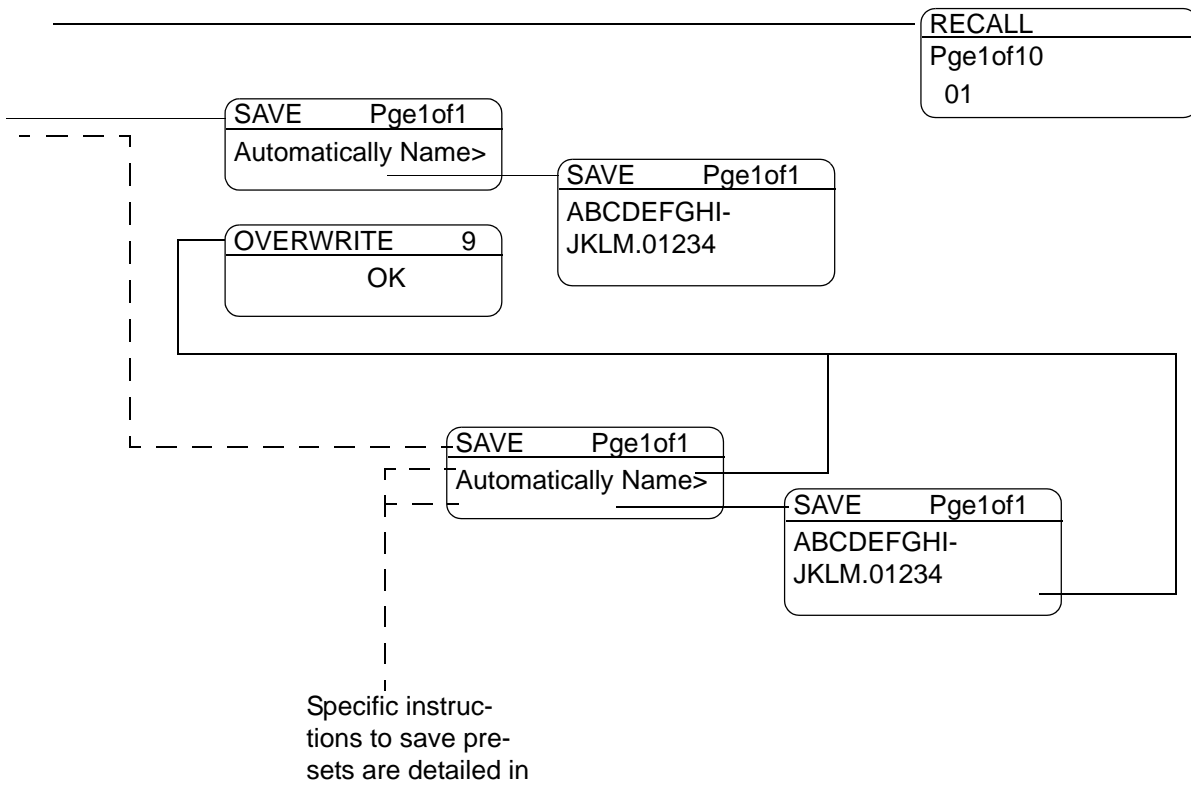 RECALL
Pge1of10
01
SAVE Pge1of1
Automatically Name>
SAVE Pge1of1
ABCDEFGHI-
JKLM.01234
OVERWRITE 9
OK
SAVE Pge1of1
Automatically Name>
SAVE Pge1of1
ABCDEFGHI-
JKLM.01234
Specific instruc-
tions to save pre-
sets are detailed in